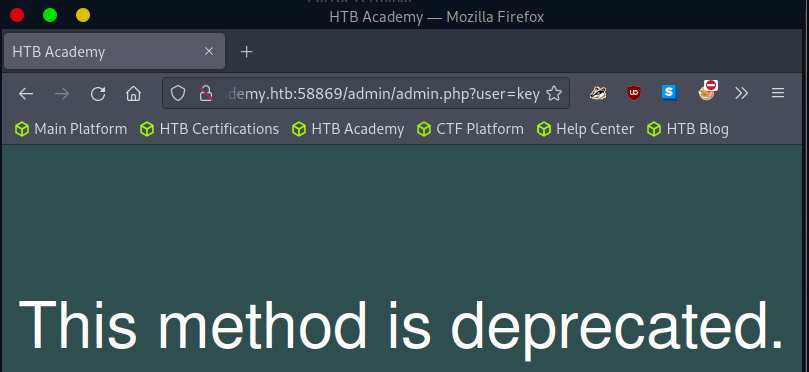 HTB Academy — Mozilla Firefox
HTB Academy
demy.htb:58869/admin/admin.php?user=key
Main Platform HTB Certifications HTB Academy CTF Platform Help Center HTB Blog
This method is deprecated.